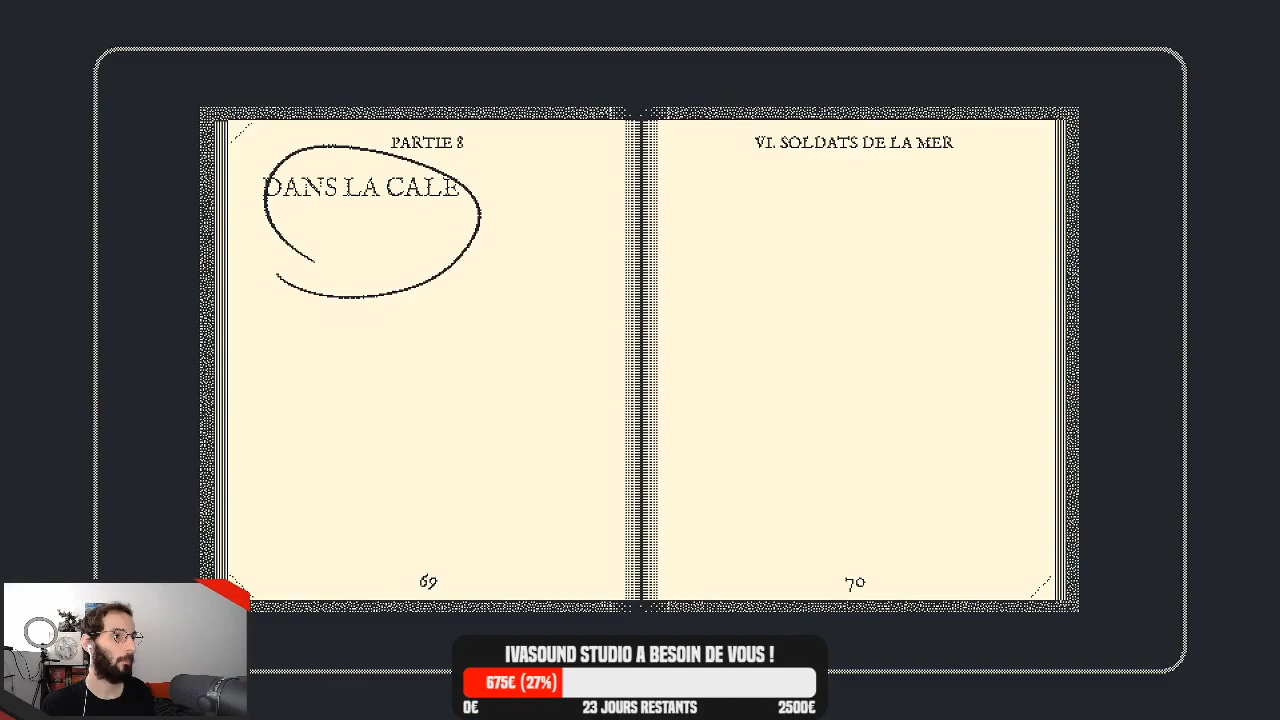 PARTIE 8
DANS LA CALE
69
VI. SOLDATS DE LA MER
70
IVASOUND STUDIO A BESOIN DE VOUS !
675€ (27%)
0€ 23 JOURS RESTANTS 2500€